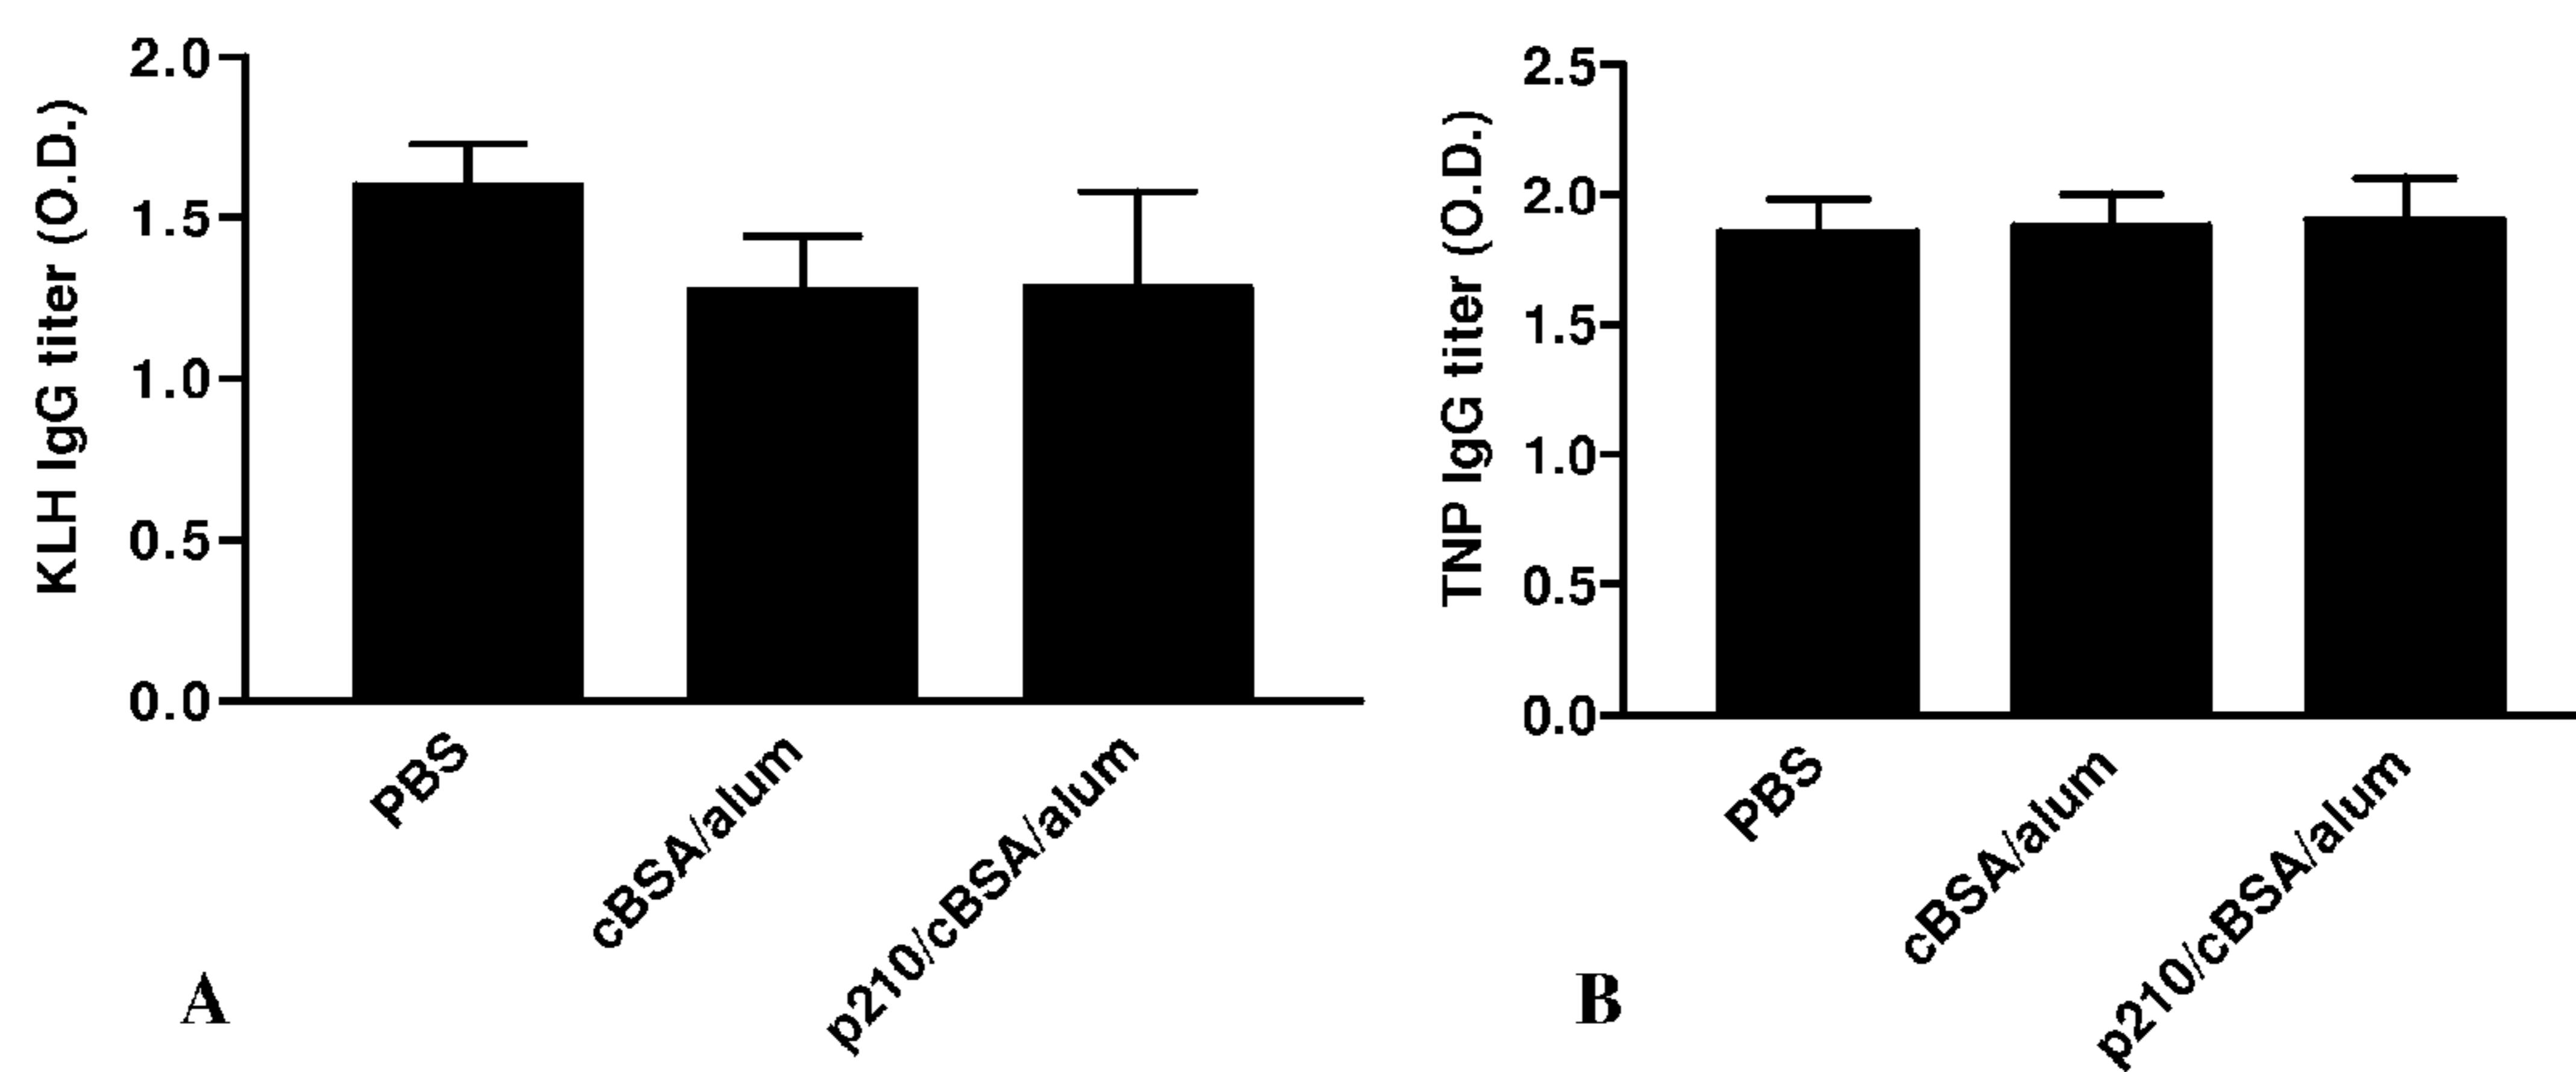 KLH IgG titer (O.D.)
2.0
1.5
1.0
0.5
0.0
PBS
cBSA/alum
p210/cBSA/alum
A
TNP IgG titer (O.D.)
2.5
2.0
1.5
1.0
0.5
0.0
PBS
cBSA/alum
p210/cBSA/alum
B